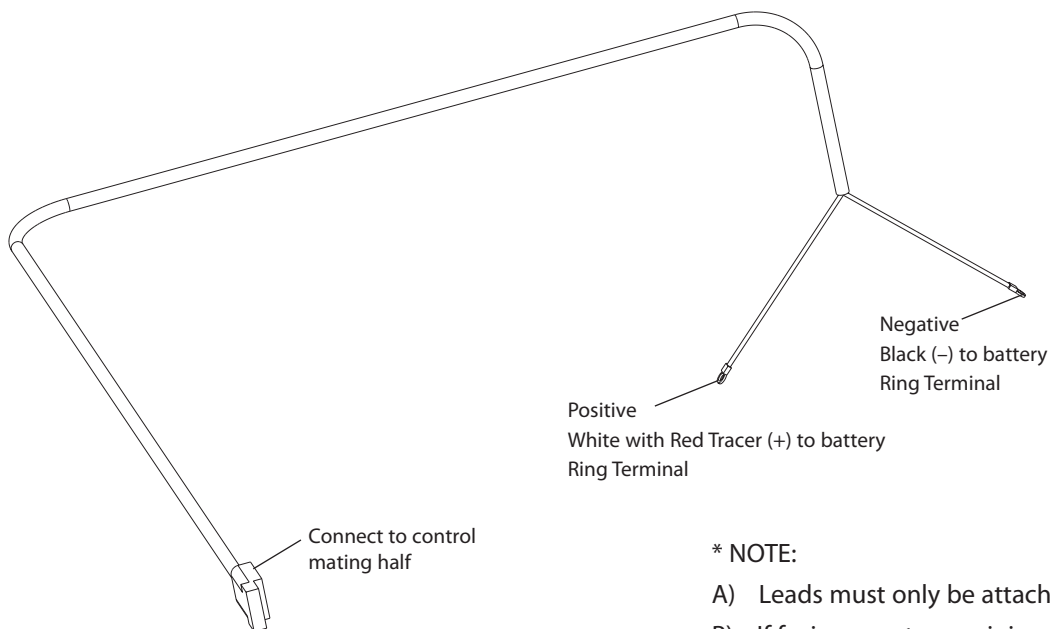 Negative
Black (–) to battery
Ring Terminal
Positive
White with Red Tracer (+) to battery
Ring Terminal
Connect to control
mating half
* NOTE:
A) Leads must only be attach